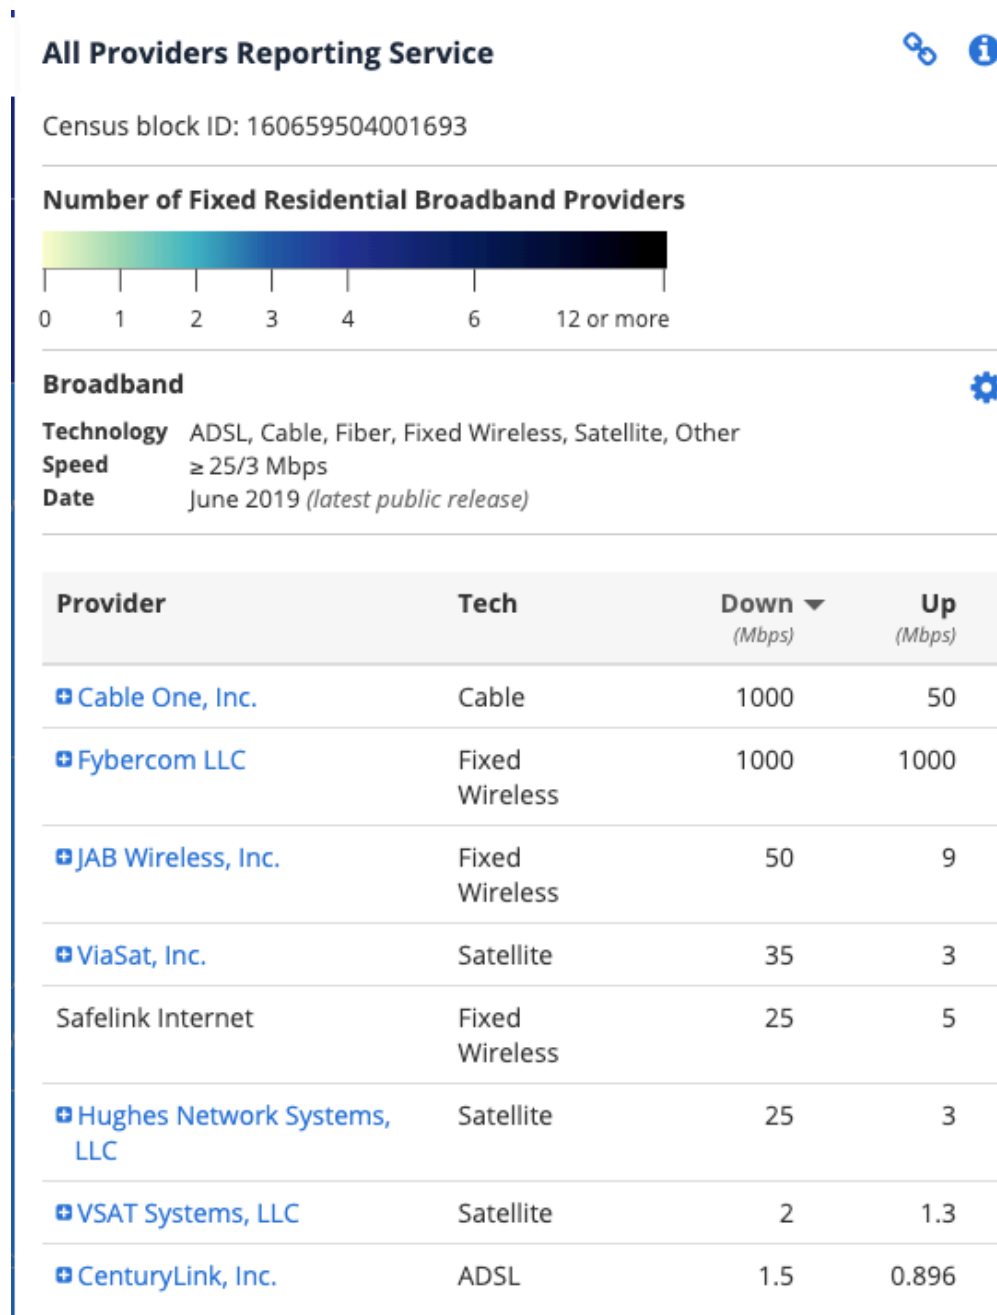 All Providers Reporting Service
Census block ID: 160659504001693
Number of Fixed Residential Broadband Providers
0 1 2 3 4 6 12 or more
Broadband
Technology ADSL, Cable, Fiber, Fixed Wireless, Satellite, Other
Speed ≥ 25/3 Mbps
Date June 2019 (latest public release)
Provider Tech Down Up
(Mbps) (Mbps)
Cable One, Inc. Cable 1000 50
Fybercom LLC Fixed 1000 1000
Wireless
JAB Wireless, Inc. Fixed 50 9
Wireless
ViaSat, Inc. Satellite 35 3
Safelink Internet Fixed 25 5
Wireless
Hughes Network Systems, Satellite 25 3
LLC
VSAT Systems, LLC Satellite 2 1.3
CenturyLink, Inc. ADSL 1.5 0.896